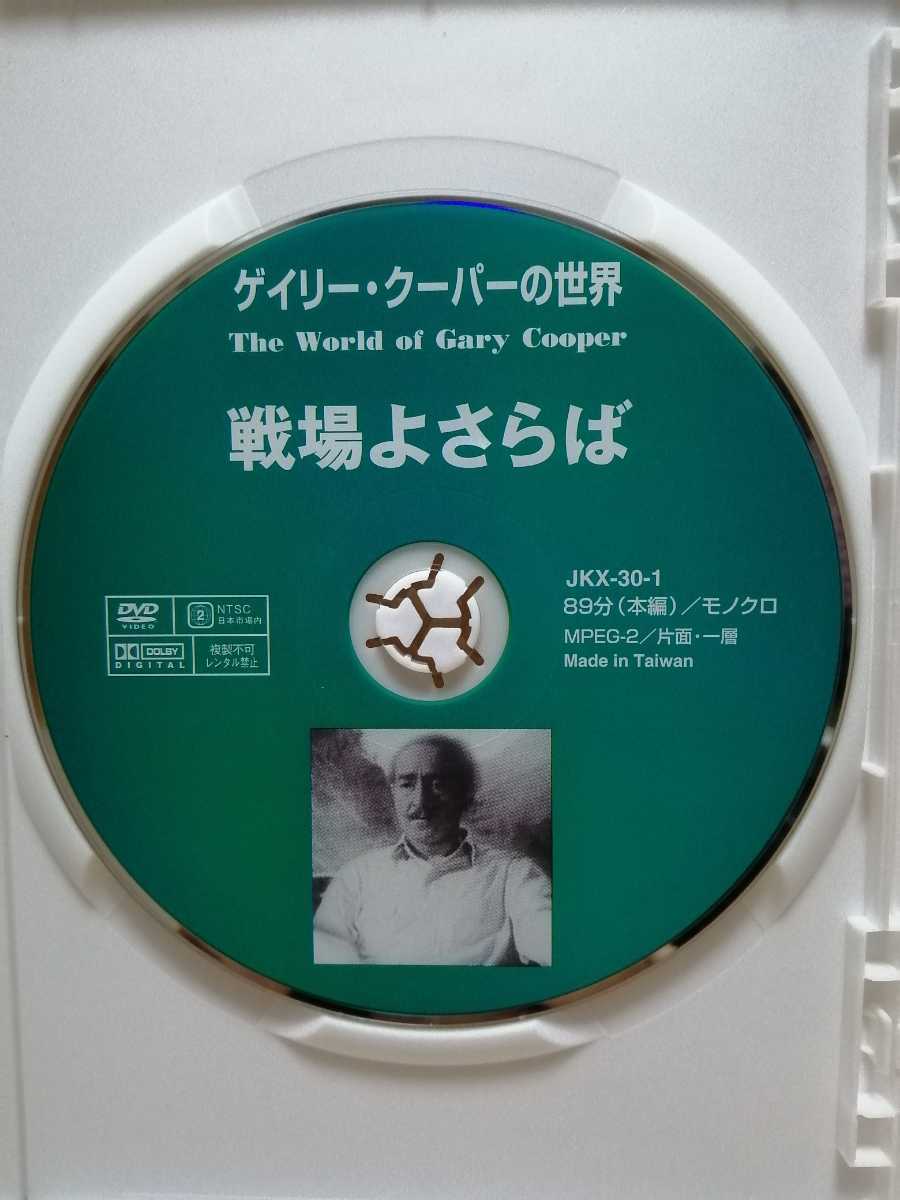 ゲイリー・クーパーの世界
The World of Gary Cooper
戦場よさらば
DVD
VIDEO
2
NTSC
日本市場内
DOLBY
DIGITAL
複製不可
レンタル禁止
JKX-30-1
89分(本編)/モノクロ
MPEG-2/片面・一層
Made in Taiwan